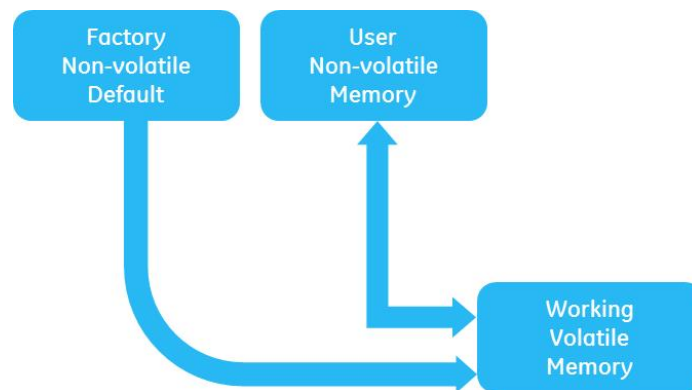 Factory
Non-volatile
Default
User
Non-volatile
Memory
Working
Volatile
Memory